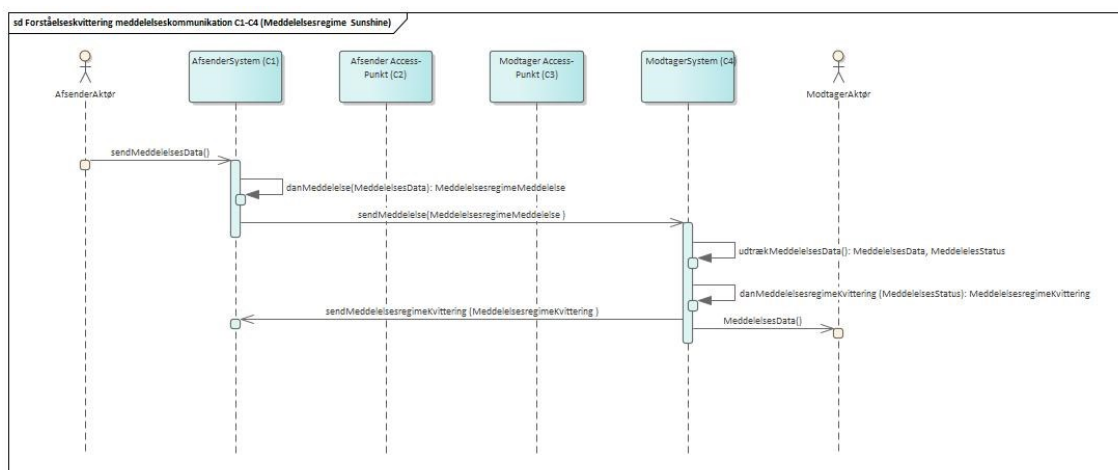 sd Forståelseskvittering meddelelseskommunikation C1-C4 (Meddelelsesregime Sunshine)
AfsenderAktør
AfsenderSystem (C1)
Afsender Access-
Punkt (C2)
Modtager Access-
Punkt (C3)
ModtagerSystem (C4)
ModtagerAktør
sendMeddelelsesData()
danMeddelelse(MeddelelsesData): MeddelelsesregimeMeddelelse
sendMeddelelse(MeddelelsesregimeMeddelelse )
udtrækMeddelelsesData(): MeddelelsesData, MeddelelesStatus
danMeddelelsesregimeKvittering (MeddelelsesStatus): MeddelelsesregimeKvittering
sendMeddelelsesregimeKvittering (MeddelelsesregimeKvittering )
MeddelelsesData()